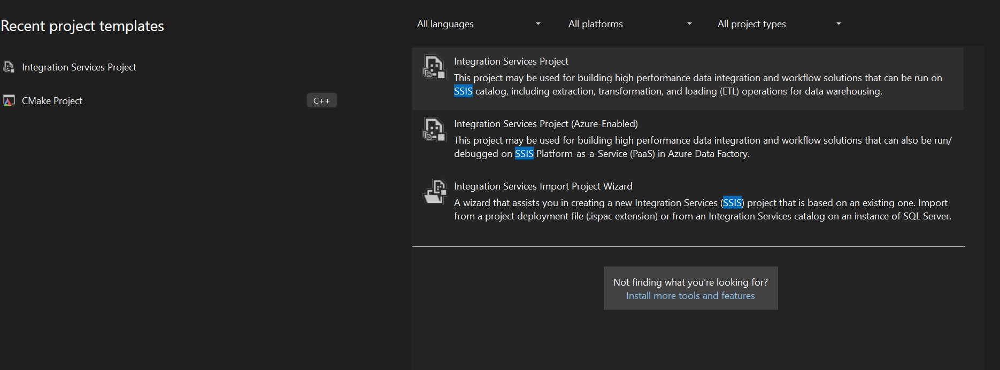 Recent project templates
Integration Services Project
CMake Project
C++
All languages
All platforms
All project types
Integration Services Project
This project may be used for building high performance data integration and workflow solutions that can be run on
SSIS catalog, including extraction, transformation, and loading (ETL) operations for data warehousing.
Integration Services Project (Azure-Enabled)
This project may be used for building high performance data integration and workflow solutions that can also be run/
debugged on SSIS Platform-as-a-Service (PaaS) in Azure Data Factory.
Integration Services Import Project Wizard
A wizard that assists you in creating a new Integration Services (SSIS) project that is based on an existing one. Import
from a project deployment file (.ispac extension) or from an Integration Services catalog on an instance of SQL Server.
Not finding what you're looking for?
Install more tools and features